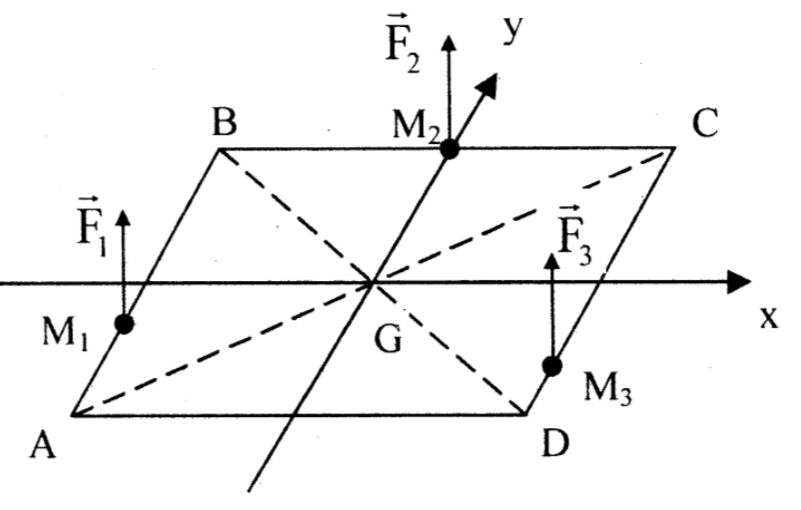 F⃗₂ y
B M₂ C
F⃗₁ F⃗₃
x
M₁ G
M₃
A D